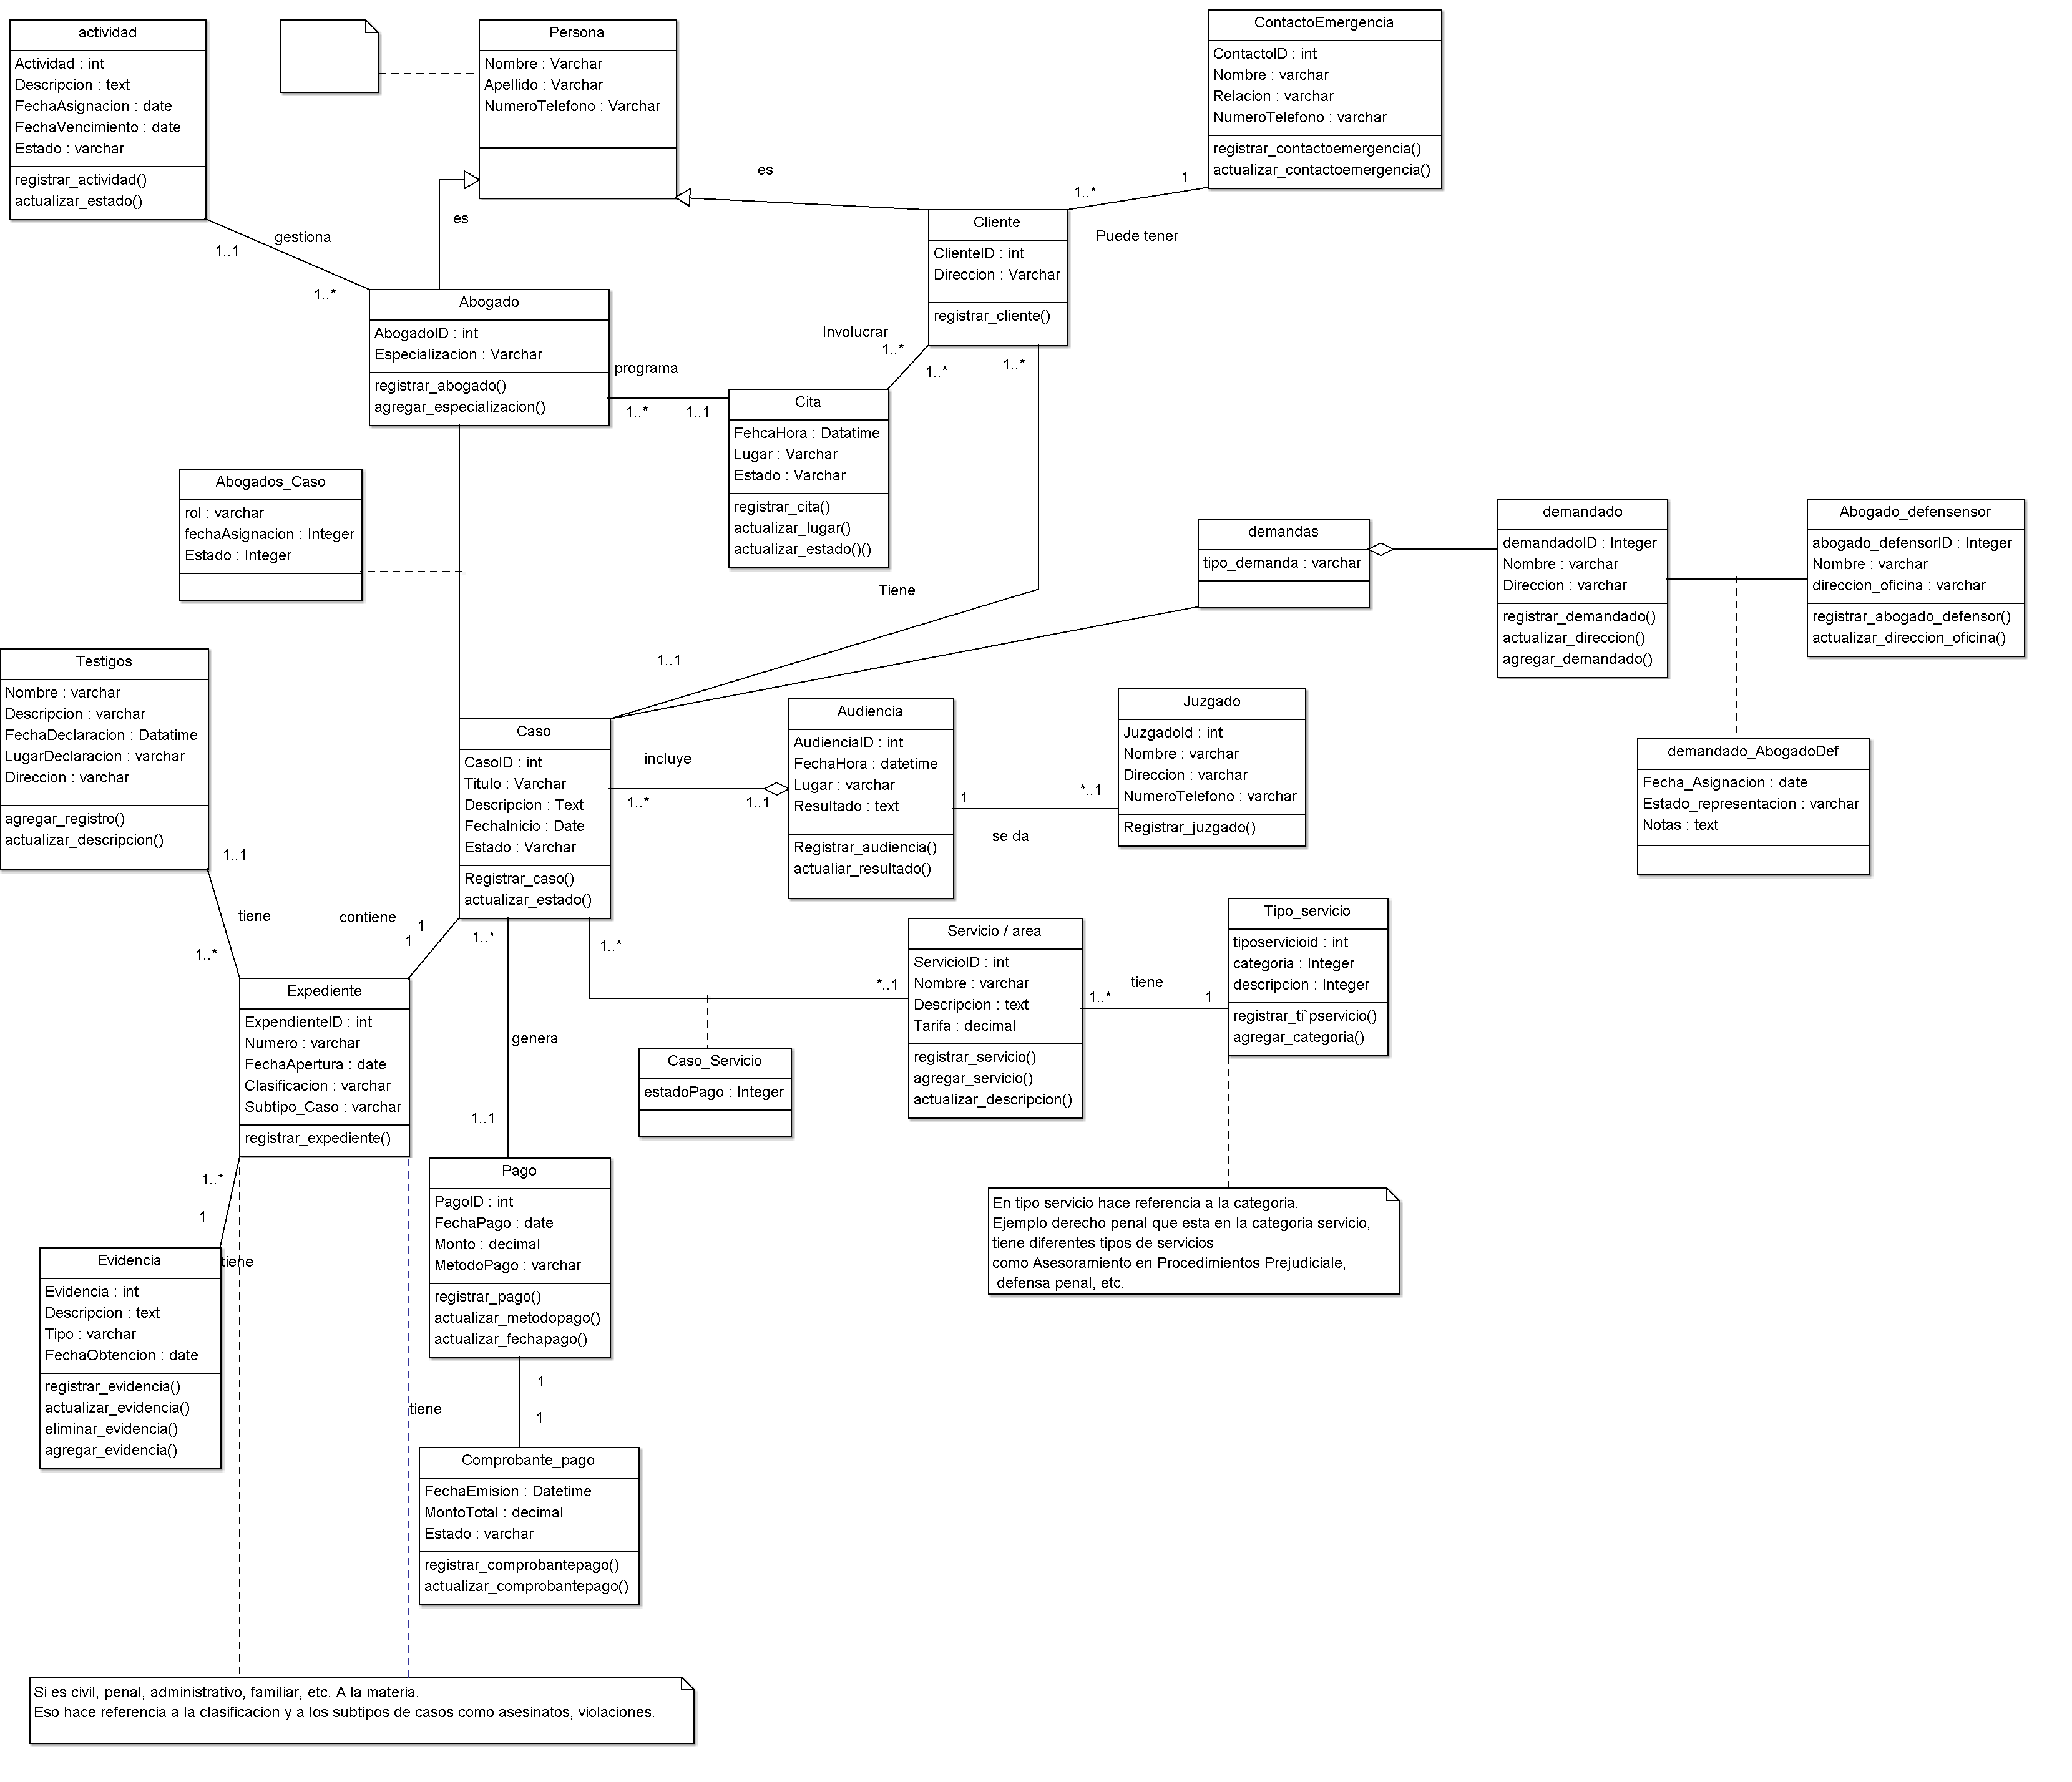 actividad
Actividad : int
Descripcion : text
FechaAsignacion : date
FechaVencimiento : date
Estado : varchar
registrar_actividad()
actualizar_estado()
Persona
Nombre : Varchar
Apellido : Varchar
NumeroTelefono : Varchar
ContactoEmergencia
ContactoID : int
Nombre : varchar
Relacion : varchar
NumeroTelefono : varchar
registrar_contactoemergencia()
actualizar_contactoemergencia()
es
es
1..*
1
Puede tener
gestiona
1..1
1..*
Cliente
ClienteID : int
Direccion : Varchar
registrar_cliente()
Abogado
AbogadoID : int
Especializacion : Varchar
registrar_abogado()
agregar_especializacion()
Involucrar
1..*
1..*
1..*
programa
1..*
1..1
Cita
FehcaHora : Datatime
Lugar : Varchar
Estado : Varchar
registrar_cita()
actualizar_lugar()
actualizar_estado()()
Abogados_Caso
rol : varchar
fechaAsignacion : Integer
Estado : Integer
demandas
tipo_demanda : varchar
demandado
demandadoID : Integer
Nombre : varchar
Direccion : varchar
registrar_demandado()
actualizar_direccion()
agregar_demandado()
Abogado_defensensor
abogado_defensorID : Integer
Nombre : varchar
direccion_oficina : varchar
registrar_abogado_defensor()
actualizar_direccion_oficina()
Tiene
1..1
Testigos
Nombre : varchar
Descripcion : varchar
FechaDeclaracion : Datatime
LugarDeclaracion : varchar
Direccion : varchar
agregar_registro()
actualizar_descripcion()
Caso
CasoID : int
Titulo : Varchar
Descripcion : Text
FechaInicio : Date
Estado : Varchar
Registrar_caso()
actualizar_estado()
incluye
1..*
1..1
Audiencia
AudienciaID : int
FechaHora : datetime
Lugar : varchar
Resultado : text
Registrar_audiencia()
actualiar_resultado()
1
*..1
se da
Juzgado
JuzgadoId : int
Nombre : varchar
Direccion : varchar
NumeroTelefono : varchar
Registrar_juzgado()
demandado_AbogadoDef
Fecha_Asignacion : date
Estado_representacion : varchar
Notas : text
1..1
tiene
1..*
contiene
1
1
1..*
1..*
*..1
Servicio / area
ServicioID : int
Nombre : varchar
Descripcion : text
Tarifa : decimal
registrar_servicio()
agregar_servicio()
actualizar_descripcion()
tiene
1..*
1
Tipo_servicio
tiposervicioid : int
categoria : Integer
descripcion : Integer
registrar_ti`pservicio()
agregar_categoria()
Expediente
ExpendienteID : int
Numero : varchar
FechaApertura : date
Clasificacion : varchar
Subtipo_Caso : varchar
registrar_expediente()
genera
1..1
Caso_Servicio
estadoPago : Integer
1..*
1
tiene
Evidencia
Evidencia : int
Descripcion : text
Tipo : varchar
FechaObtencion : date
registrar_evidencia()
actualizar_evidencia()
eliminar_evidencia()
agregar_evidencia()
Pago
PagoID : int
FechaPago : date
Monto : decimal
MetodoPago : varchar
registrar_pago()
actualizar_metodopago()
actualizar_fechapago()
En tipo servicio hace referencia a la categoria.
Ejemplo derecho penal que esta en la categoria servicio,
tiene diferentes tipos de servicios
como Asesoramiento en Procedimientos Prejudiciale,
defensa penal, etc.
1
tiene
1
Comprobante_pago
FechaEmision : Datetime
MontoTotal : decimal
Estado : varchar
registrar_comprobantepago()
actualizar_comprobantepago()
Si es civil, penal, administrativo, familiar, etc. A la materia.
Eso hace referencia a la clasificacion y a los subtipos de casos como asesinatos, violaciones.